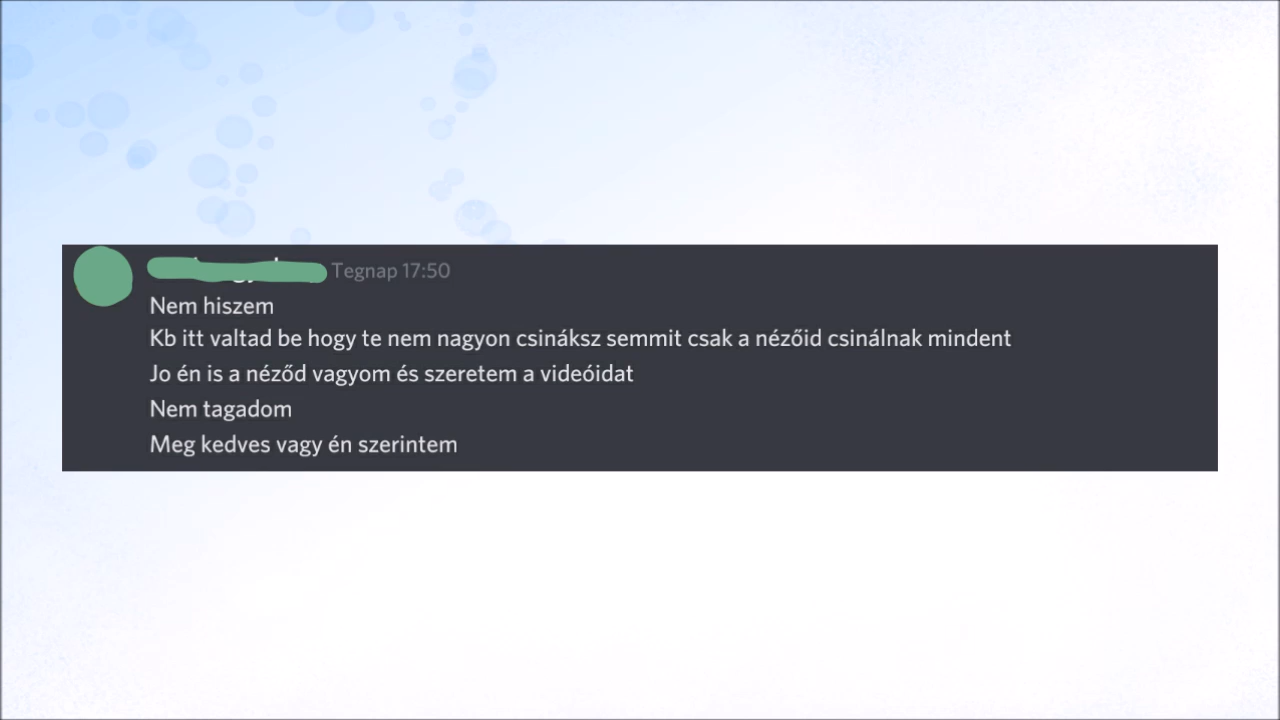 Tegnap 17:50
Nem hiszem
Kb itt valtad be hogy te nem nagyon csináksz semmit csak a nézőid csinálnak mindent
Jo én is a néződ vagyom és szeretem a videóidat
Nem tagadom
Meg kedves vagy én szerintem